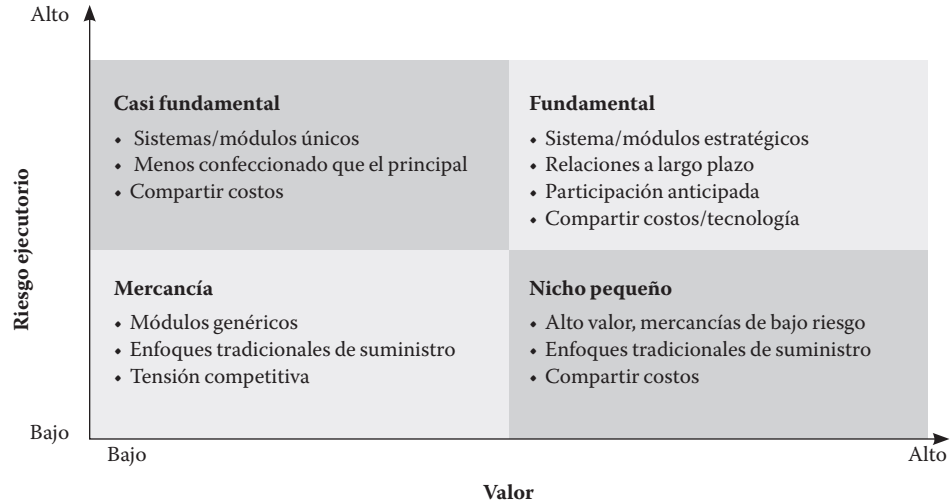 Alto
Riesgo ejecutorio
Casi fundamental
• Sistemas/módulos únicos
• Menos confeccionado que el principal
• Compartir costos
Fundamental
• Sistema/módulos estratégicos
• Relaciones a largo plazo
• Participación anticipada
• Compartir costos/tecnología
Mercancía
• Módulos genéricos
• Enfoques tradicionales de suministro
• Tensión competitiva
Nicho pequeño
• Alto valor, mercancías de bajo riesgo
• Enfoques tradicionales de suministro
• Compartir costos
Bajo
Bajo
Alto
Valor